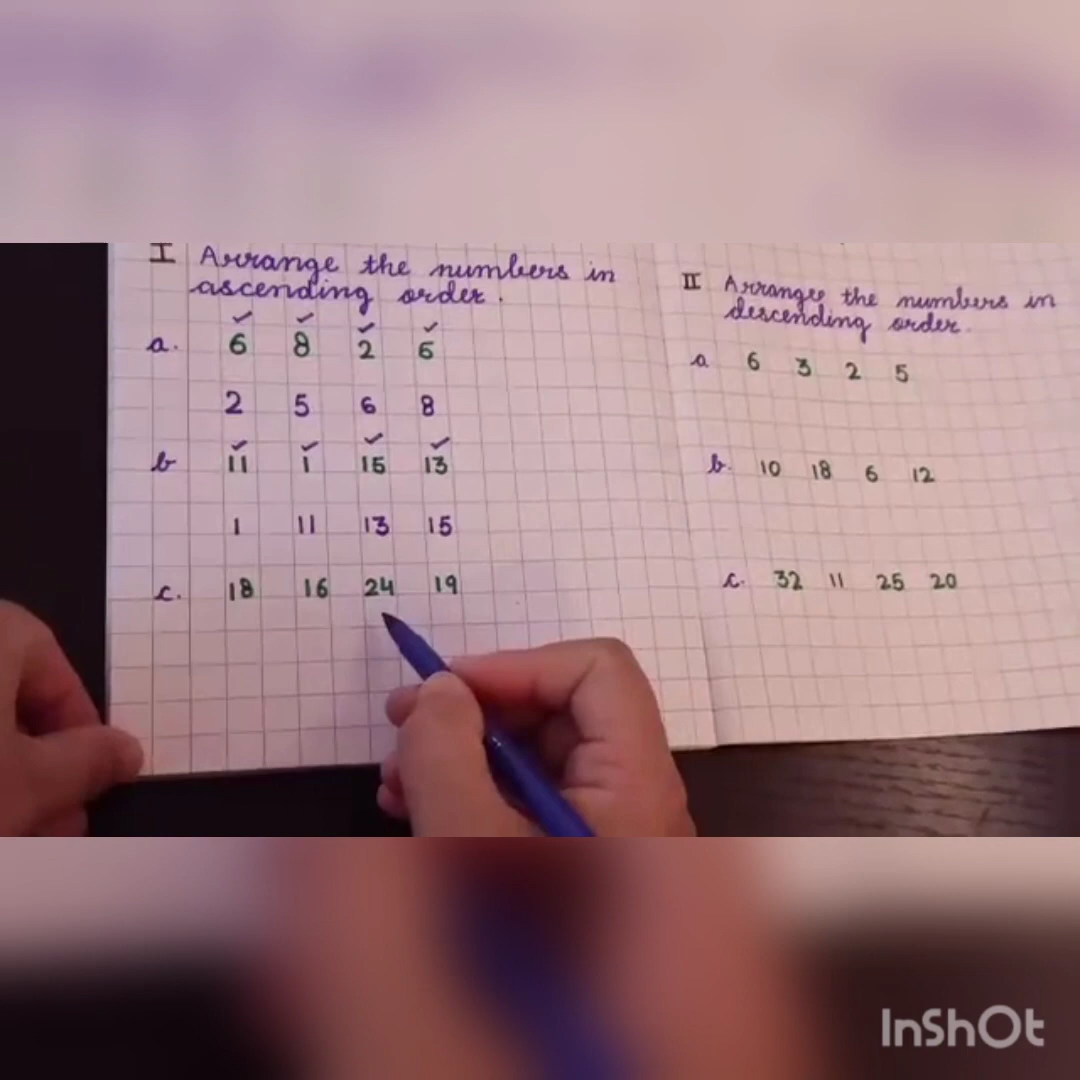 I Arrange the numbers in
ascending order.
a. 6 8 2 5
2 5 6 8
b 11 1 15 13
1 11 13 15
c. 18 16 24 19
II Arrange the numbers in
descending order.
a 6 3 2 5
b. 10 18 6 12
c. 32 11 25 20
InShOt